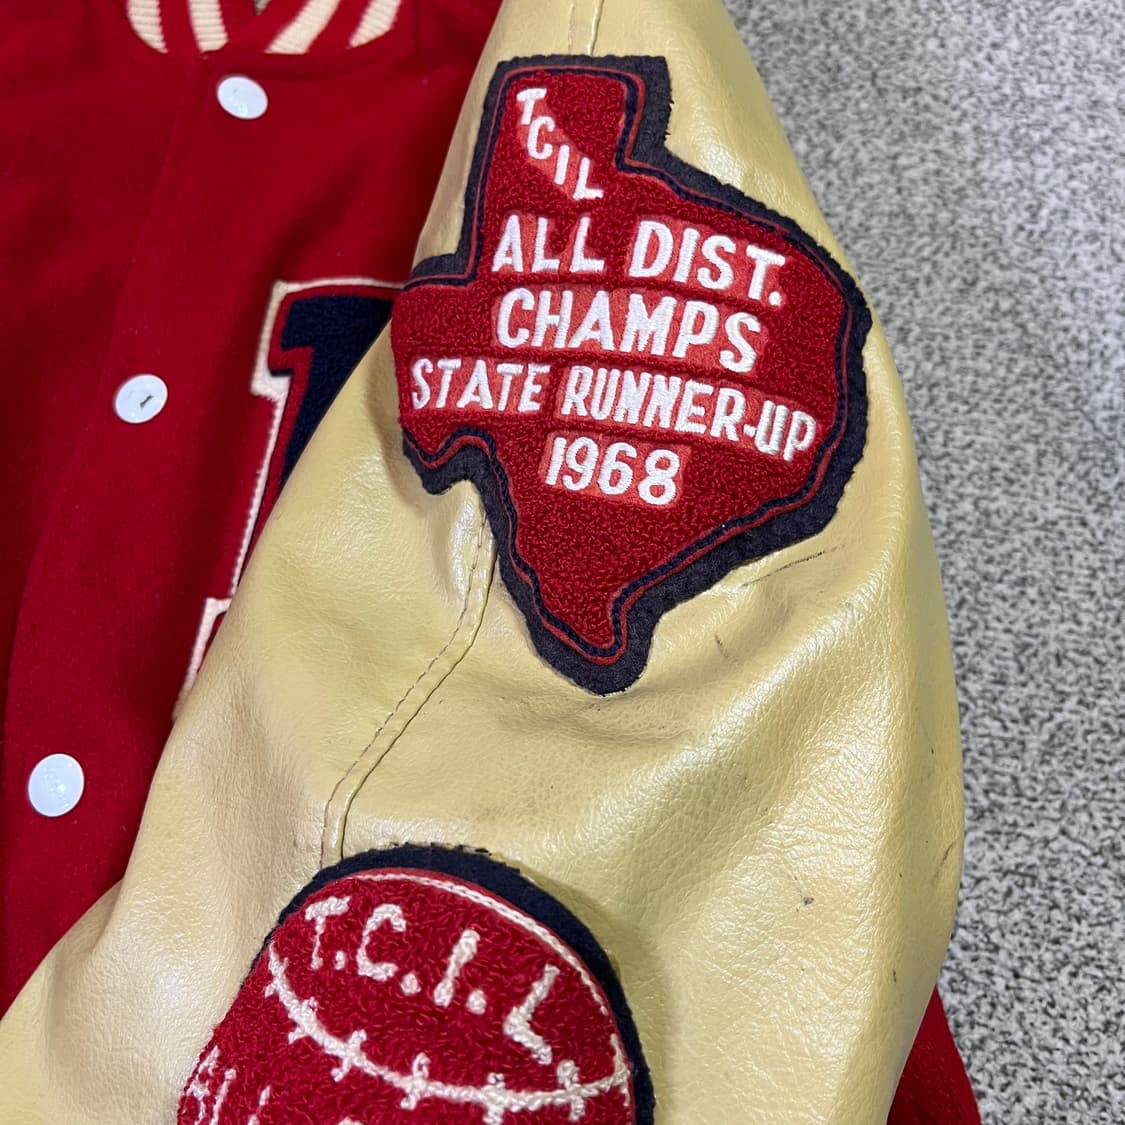 TCIL
ALL DIST.
CHAMPS
STATE RUNNER-UP
1968
T.C.I.L.